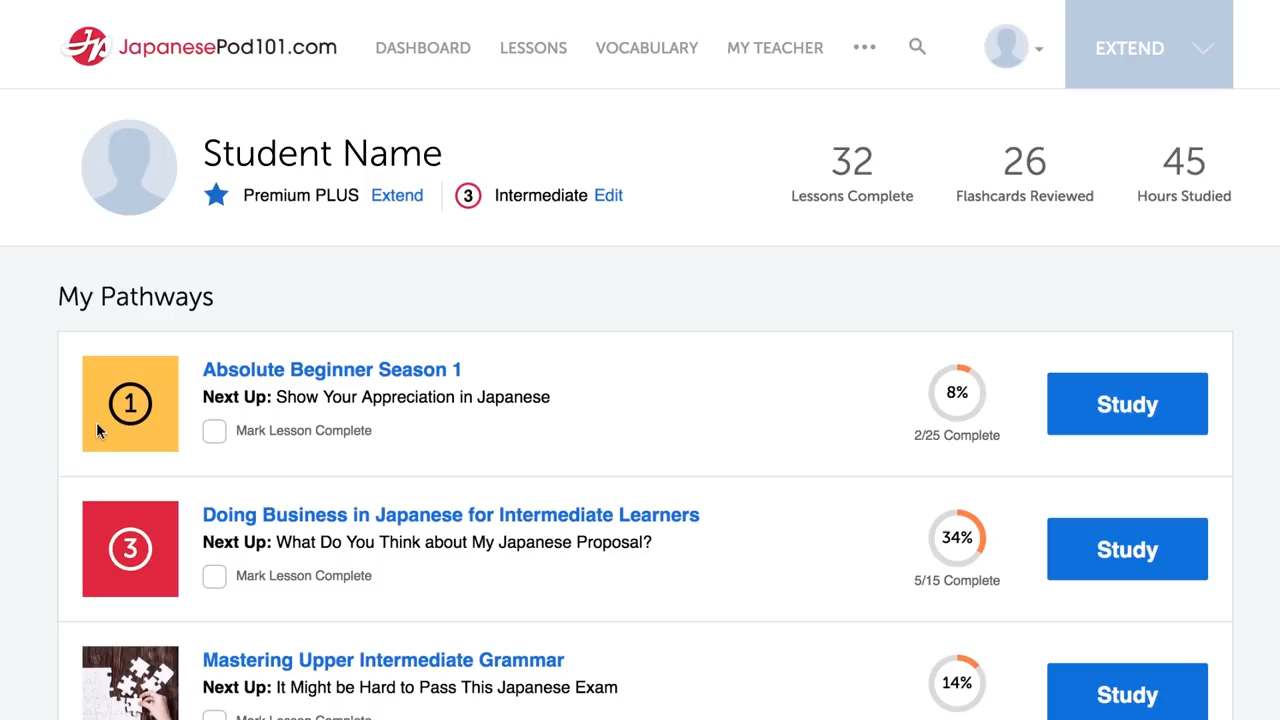 JapanesePod101.com
DASHBOARD LESSONS VOCABULARY MY TEACHER ••• EXTEND
Student Name
Premium PLUS Extend 3 Intermediate Edit
32 26 45
Lessons Complete Flashcards Reviewed Hours Studied
My Pathways
1
Absolute Beginner Season 1
Next Up: Show Your Appreciation in Japanese
Mark Lesson Complete
8%
2/25 Complete
Study
3
Doing Business in Japanese for Intermediate Learners
Next Up: What Do You Think about My Japanese Proposal?
Mark Lesson Complete
34%
5/15 Complete
Study
Mastering Upper Intermediate Grammar
Next Up: It Might be Hard to Pass This Japanese Exam
Mark Lesson Complete
14%
Study